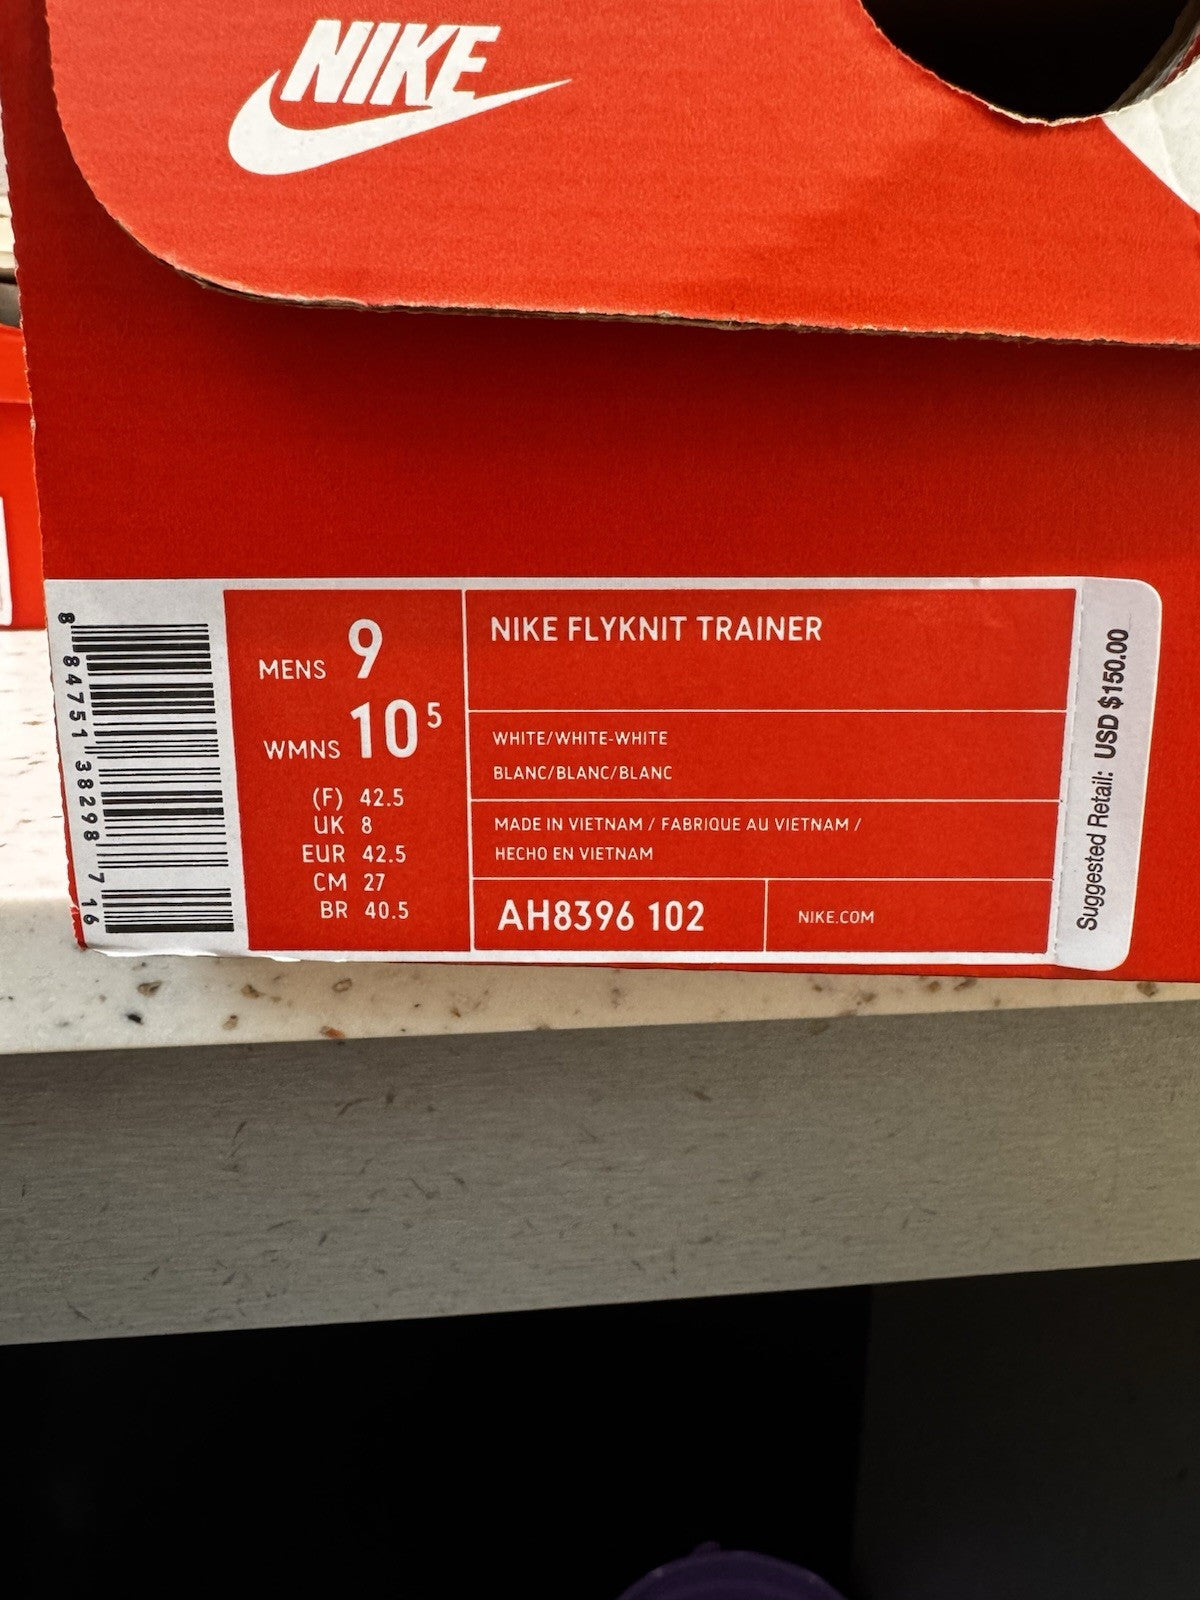 NIKE
8 84751 38298 7 16
MENS 9
WMNS 10 5
(F) 42.5
UK 8
EUR 42.5
CM 27
BR 40.5
NIKE FLYKNIT TRAINER
WHITE/WHITE-WHITE
BLANC/BLANC/BLANC
MADE IN VIETNAM / FABRIQUE AU VIETNAM /
HECHO EN VIETNAM
AH8396 102
NIKE.COM
Suggested Retail: USD $150.00